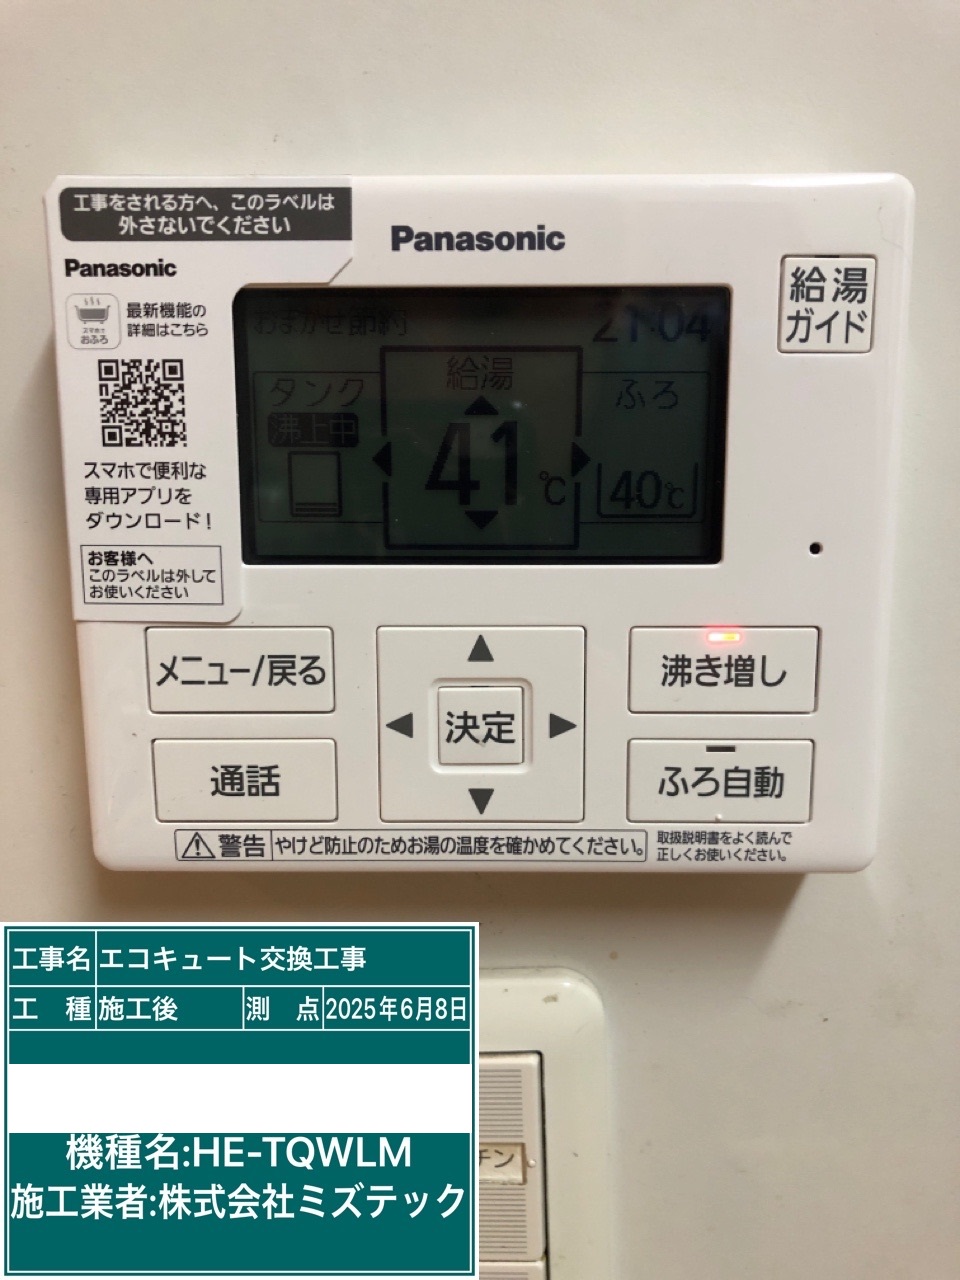 工事をされる方へ、このラベルは
外さないでください
Panasonic
スマホで
おふろ
最新機能の
詳細はこちら
スマホで便利な
専用アプリを
ダウンロード!
お客様へ
このラベルは外して
お使いください
Panasonic
給湯
ガイド
おまかせ節約
21:04
タンク
沸上中
給湯
41℃
ふろ
40℃
メニュー/戻る
決定
沸き増し
通話
ふろ自動
警告
やけど防止のためお湯の温度を確かめてください。
取扱説明書をよく読んで
正しくお使いください。
工事名 エコキュート交換工事
工 種 施工後 測 点 2025年6月8日
機種名:HE-TQWLM
施工業者:株式会社ミズテック